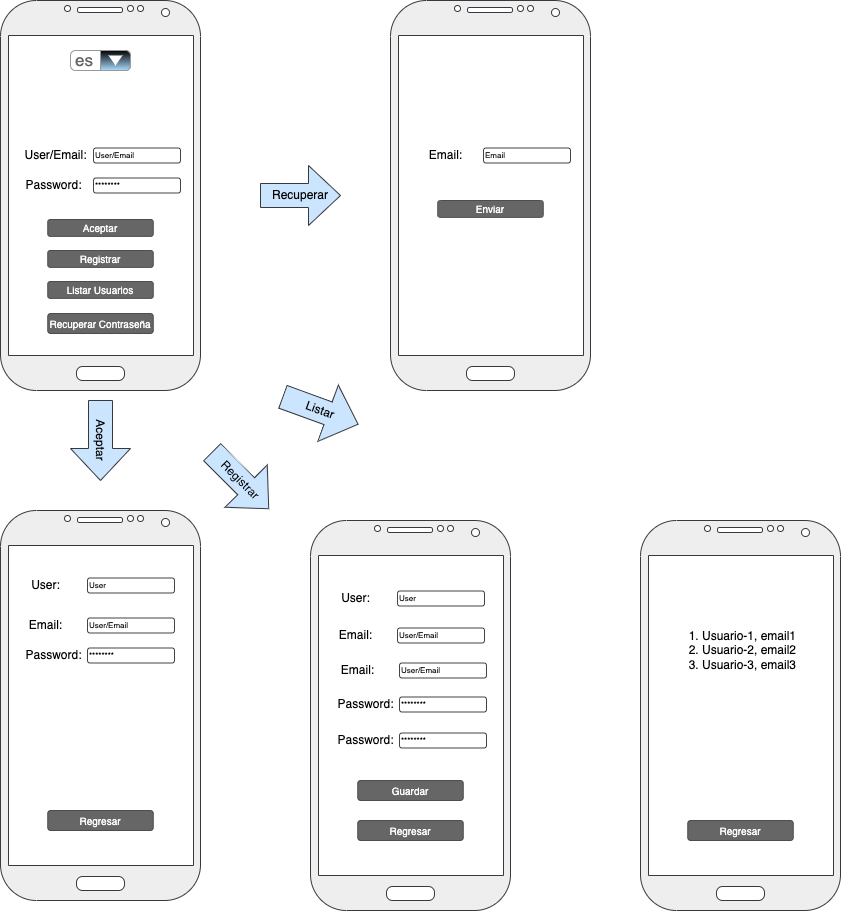 es
User/Email: User/Email
Password: ********
Aceptar
Registrar
Listar Usuarios
Recuperar Contraseña
Recuperar
Email: Email
Enviar
Aceptar
Registrar
Listar
User: User
Email: User/Email
Password: ********
Regresar
User: User
Email: User/Email
Email: User/Email
Password: ********
Password: ********
Guardar
Regresar
1. Usuario-1, email1
2. Usuario-2, email2
3. Usuario-3, email3
Regresar